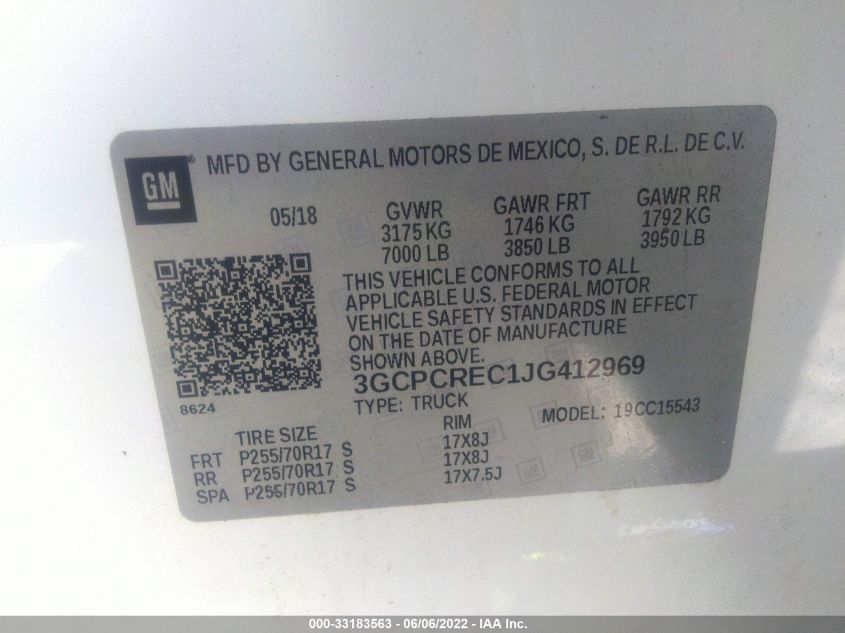 GM ® MFD BY GENERAL MOTORS DE MEXICO, S. DE R.L. DE C.V.
05/18 GVWR GAWR FRT GAWR RR
3175 KG 1746 KG 1792 KG
7000 LB 3850 LB 3950 LB
THIS VEHICLE CONFORMS TO ALL
APPLICABLE U.S. FEDERAL MOTOR
VEHICLE SAFETY STANDARDS IN EFFECT
ON THE DATE OF MANUFACTURE
SHOWN ABOVE.
3GCPCREC1JG412969
8624
TYPE: TRUCK MODEL: 19CC15543
TIRE SIZE RIM
FRT P255/70R17 S 17X8J
RR P255/70R17 S 17X8J
SPA P255/70R17 S 17X7.5J
000-33183563 - 06/06/2022 - IAA Inc.